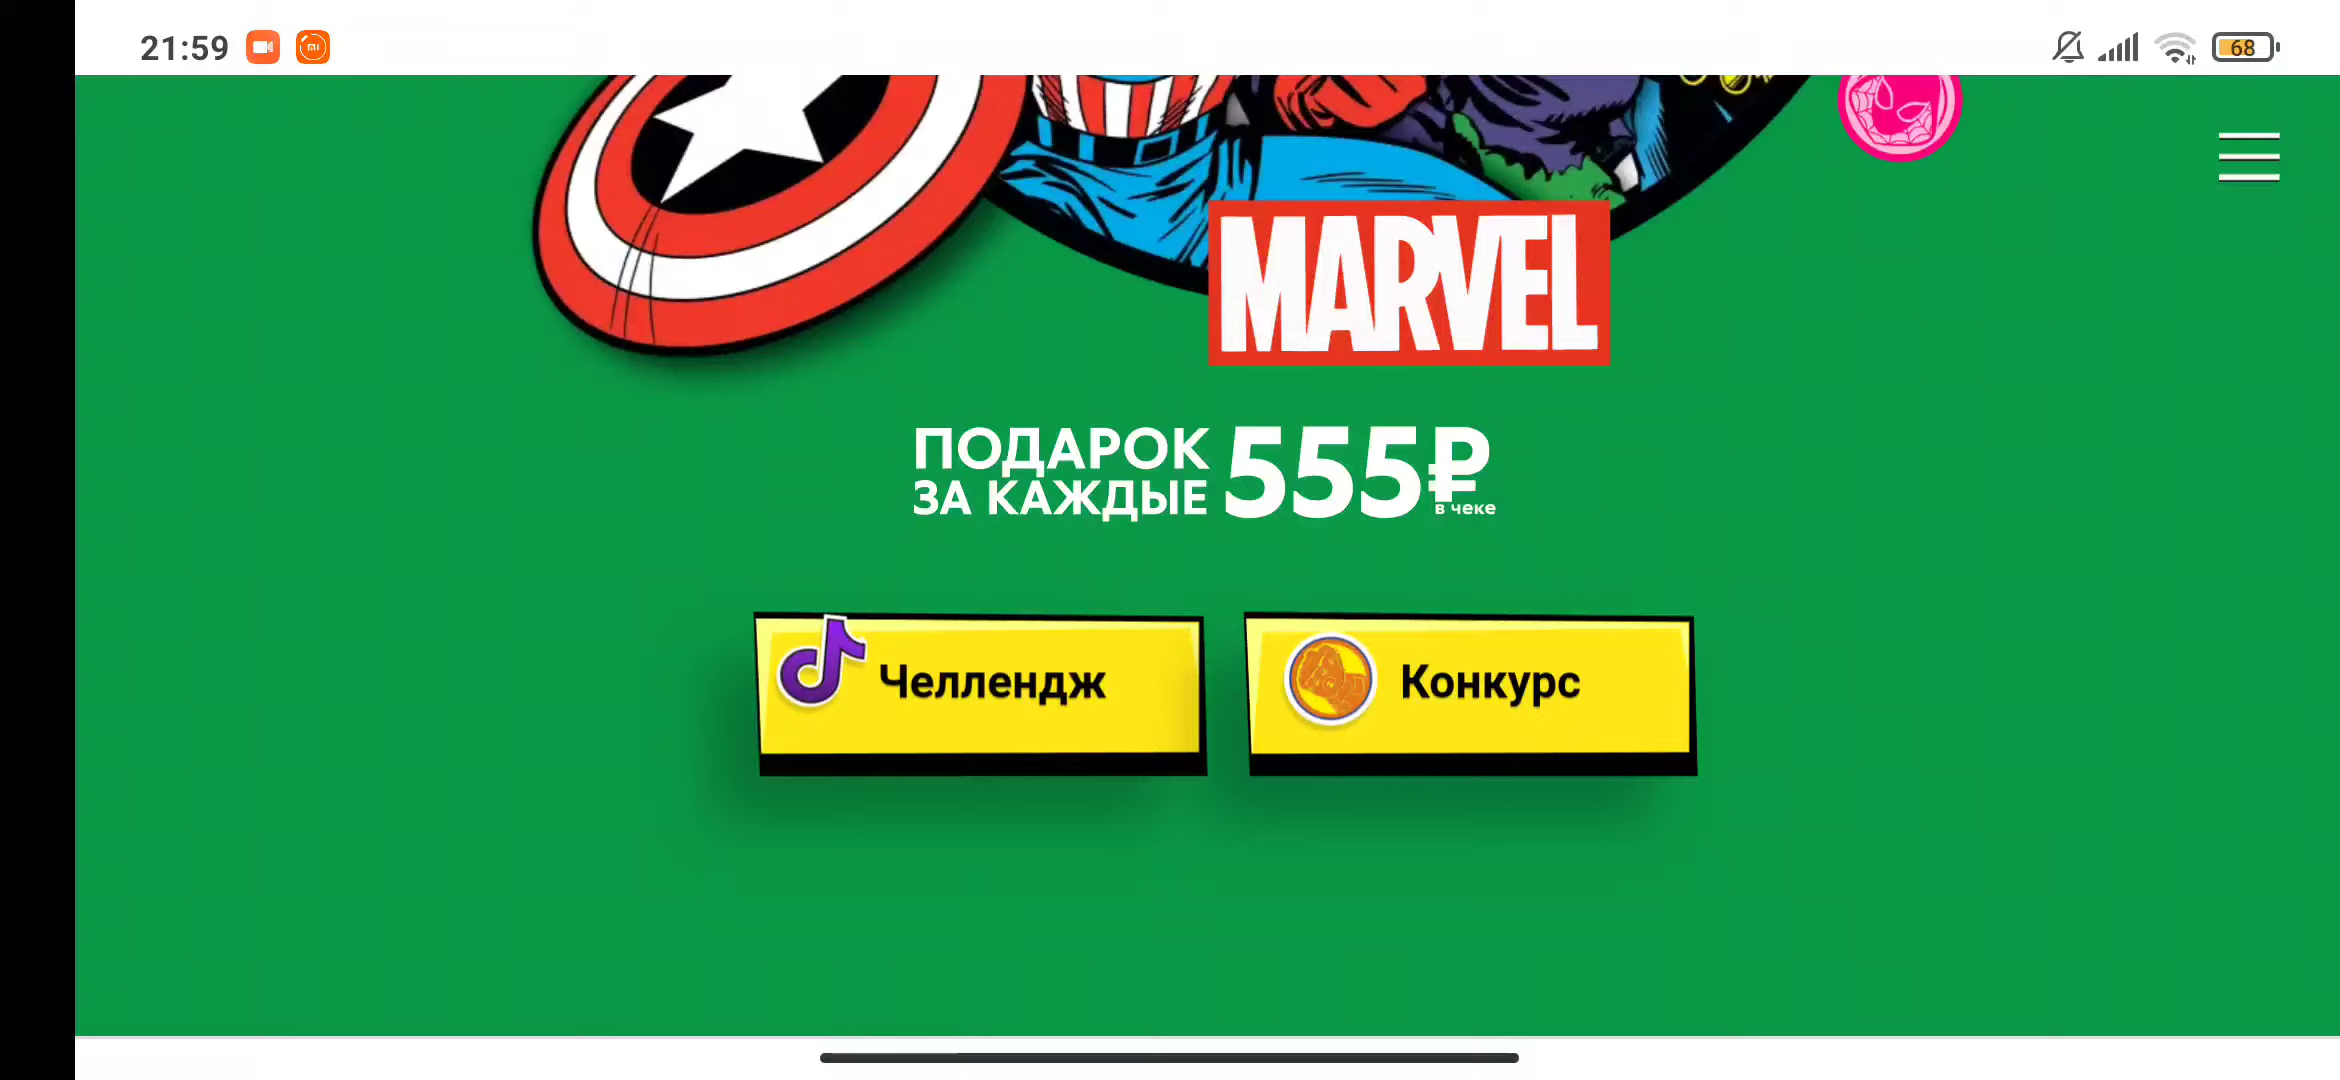 21:59
68
MARVEL
ПОДАРОК
ЗА КАЖДЫЕ
555₽
в чеке
Челлендж
Конкурс